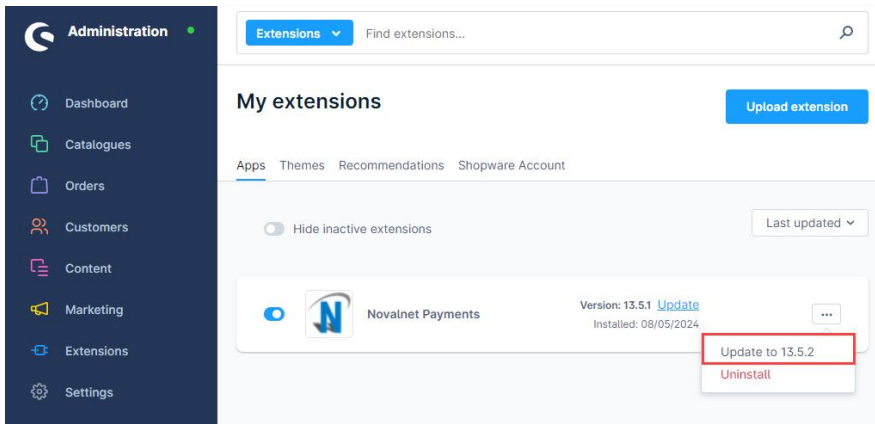 Administration
Dashboard
Catalogues
Orders
Customers
Content
Marketing
Extensions
Settings
Extensions
Find extensions...
My extensions
Upload extension
Apps Themes Recommendations Shopware Account
Hide inactive extensions
Last updated
N
Novalnet Payments
Version: 13.5.1 Update
Installed: 08/05/2024
...
Update to 13.5.2
Uninstall